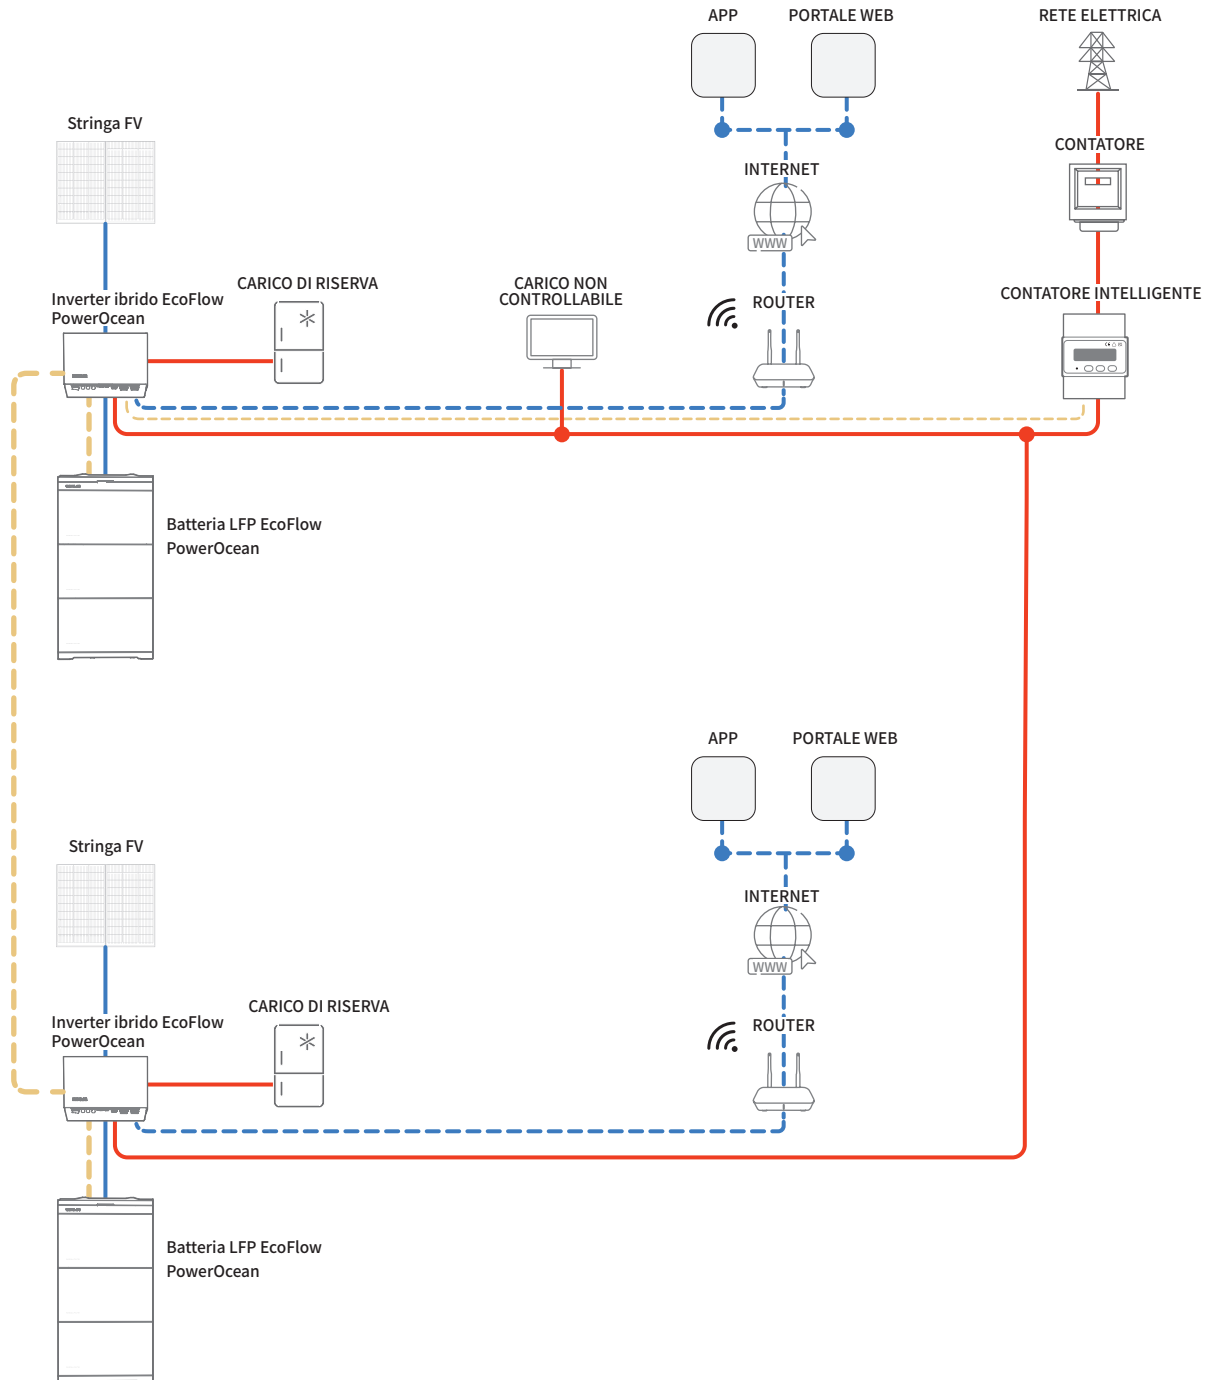 APP
PORTALE WEB
RETE ELETTRICA
Stringa FV
CONTATORE
INTERNET
WWW
CARICO DI RISERVA
CARICO NON
CONTROLLABILE
Inverter ibrido EcoFlow
PowerOcean
ROUTER
CONTATORE INTELLIGENTE
Batteria LFP EcoFlow
PowerOcean
APP
PORTALE WEB
Stringa FV
INTERNET
WWW
CARICO DI RISERVA
Inverter ibrido EcoFlow
PowerOcean
ROUTER
Batteria LFP EcoFlow
PowerOcean